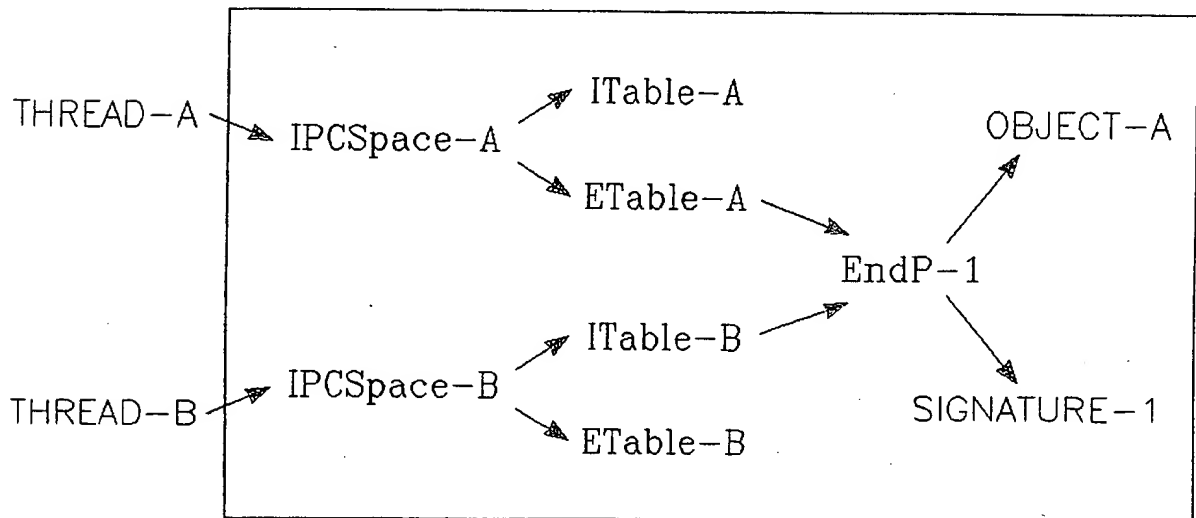 ITable-A
THREAD-A
IPCSpace-A
OBJECT-A
ETable-A
EndP-1
ITable-B
IPCSpace-B
THREAD-B
SIGNATURE-1
ETable-B